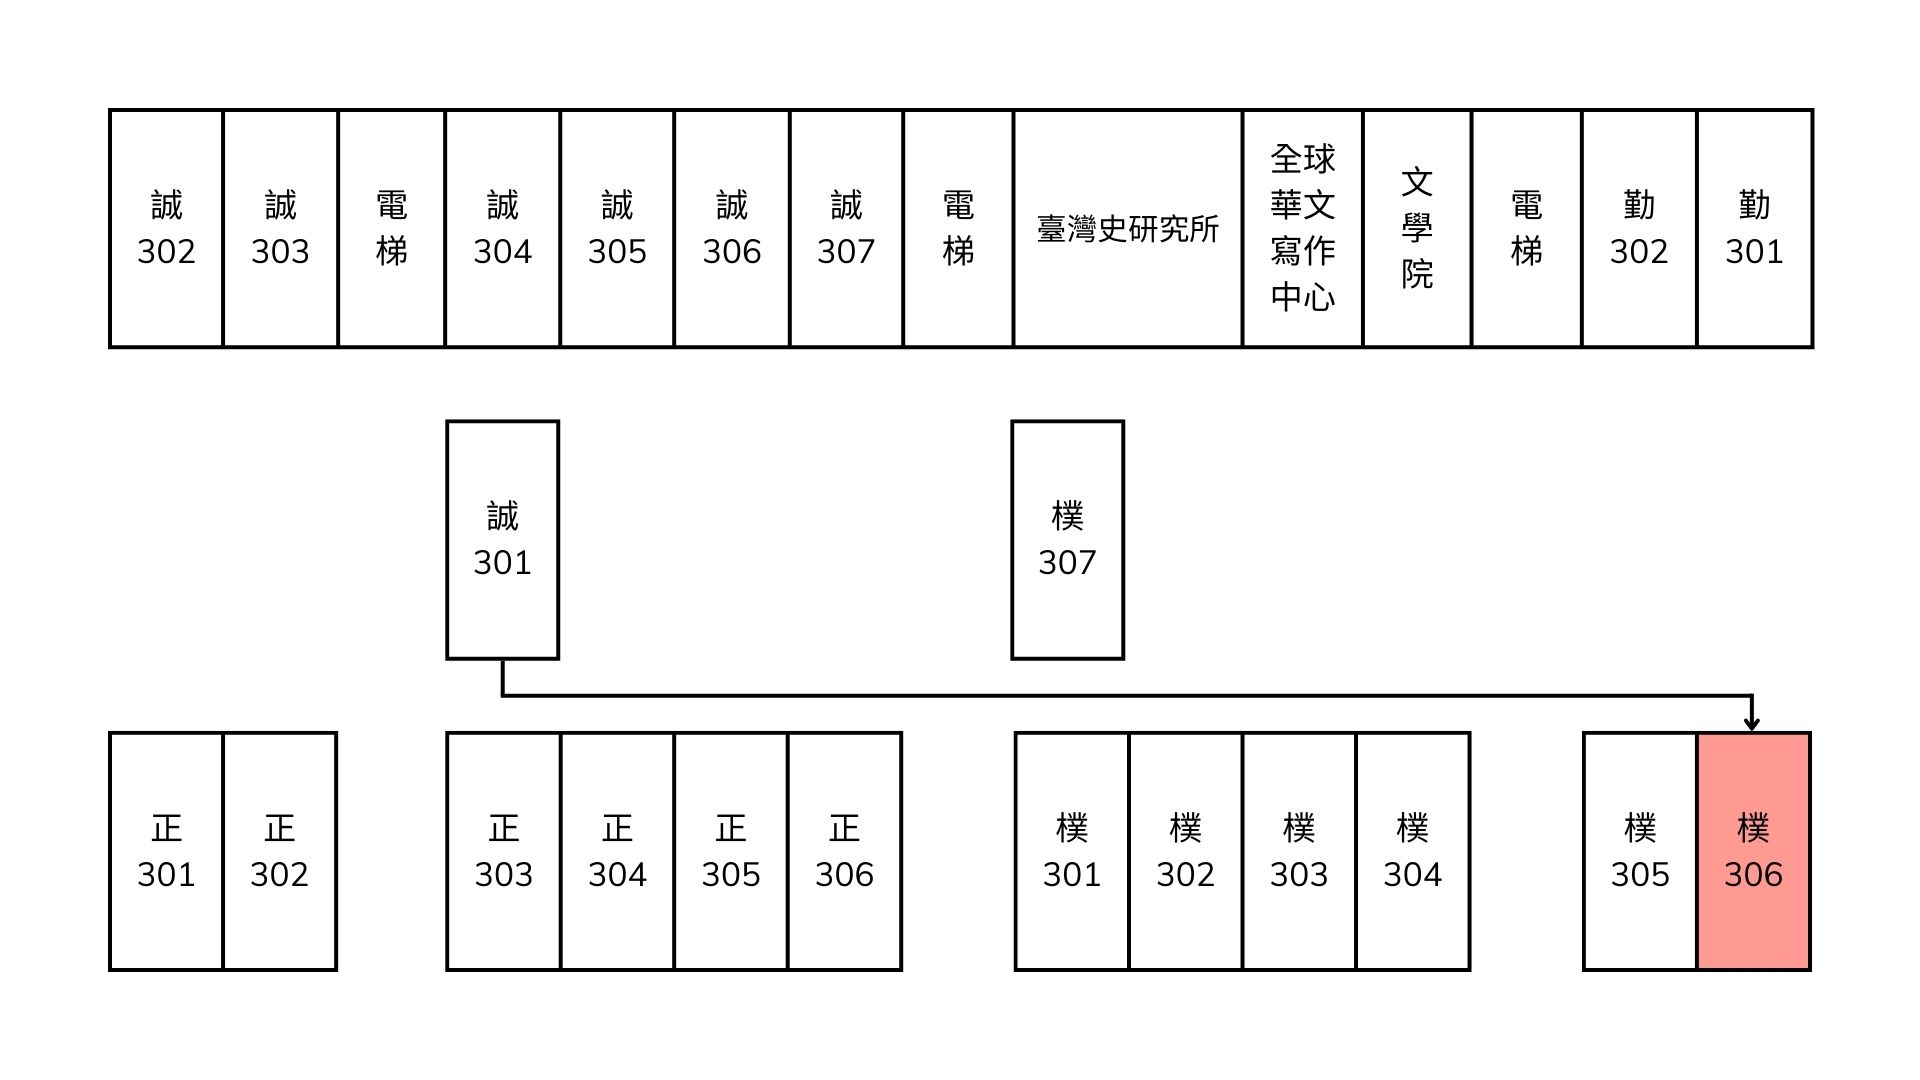 誠
302
誠
303
電
梯
誠
304
誠
305
誠
306
誠
307
電
梯
臺灣史研究所
全球
華文
寫作
中心
文
學
院
電
梯
勤
302
勤
301
誠
301
樸
307
正
301
正
302
正
303
正
304
正
305
正
306
樸
301
樸
302
樸
303
樸
304
樸
305
樸
306